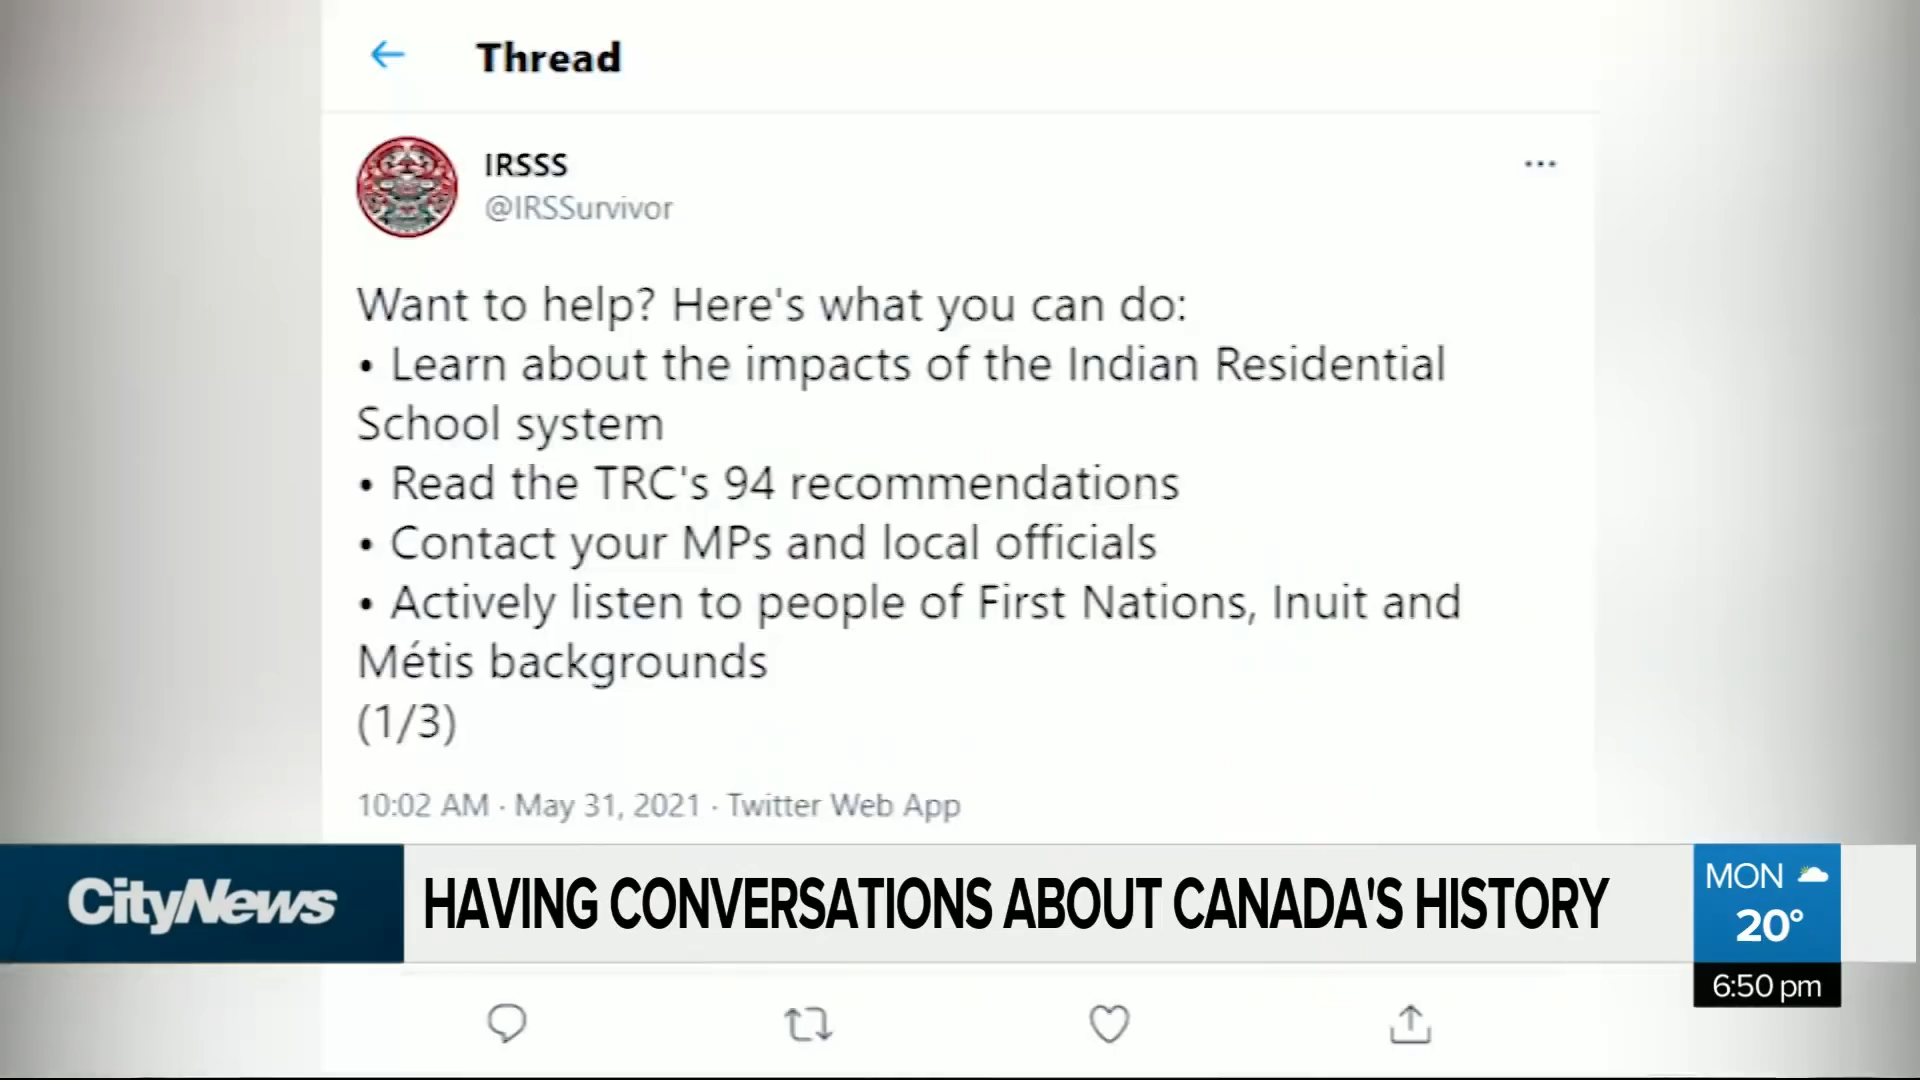 Thread
IRSSS
@IRSSurvivor
Want to help? Here's what you can do:
• Learn about the impacts of the Indian Residential
School system
• Read the TRC's 94 recommendations
• Contact your MPs and local officials
• Actively listen to people of First Nations, Inuit and
Métis backgrounds
(1/3)
10:02 AM · May 31, 2021 · Twitter Web App
CityNews
HAVING CONVERSATIONS ABOUT CANADA'S HISTORY
MON
20°
6:50 pm